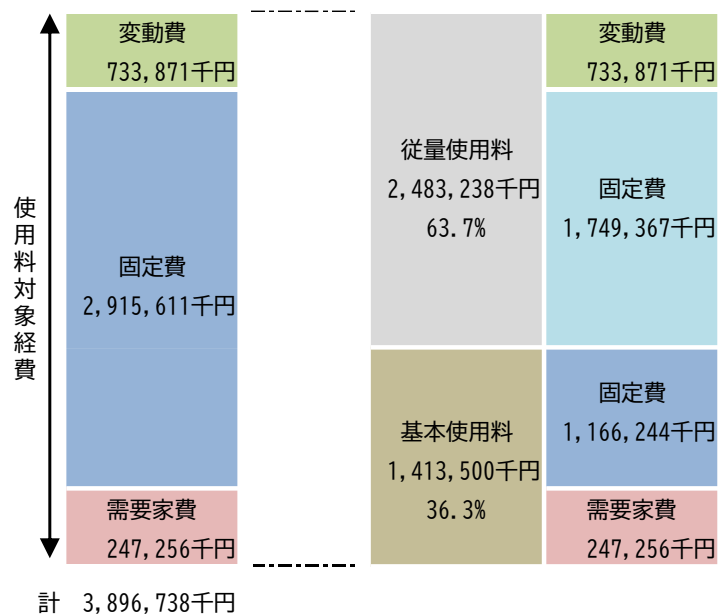 使用料対象経費
変動費
733,871千円
固定費
2,915,611千円
需要家費
247,256千円
計 3,896,738千円
従量使用料
2,483,238千円
63.7%
基本使用料
1,413,500千円
36.3%
変動費
733,871千円
固定費
1,749,367千円
固定費
1,166,244千円
需要家費
247,256千円